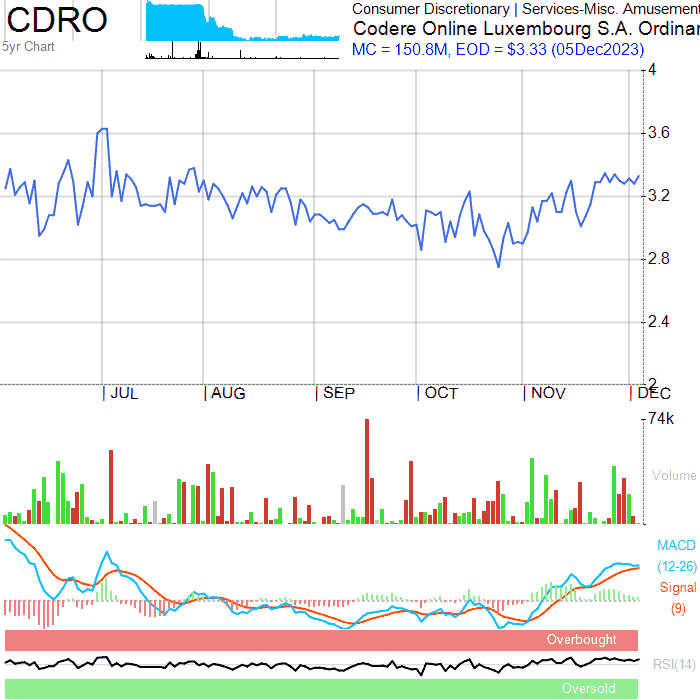 CDRO
5yr Chart
Consumer Discretionary | Services-Misc. Amusement
Codere Online Luxembourg S.A. Ordinar
MC = 150.8M, EOD = $3.33 (05Dec2023)
4
3.6
3.2
2.8
2.4
2
JUL AUG SEP OCT NOV DEC
74k
Volume
MACD
(12-26)
Signal
(9)
Overbought
RSI(14)
Oversold